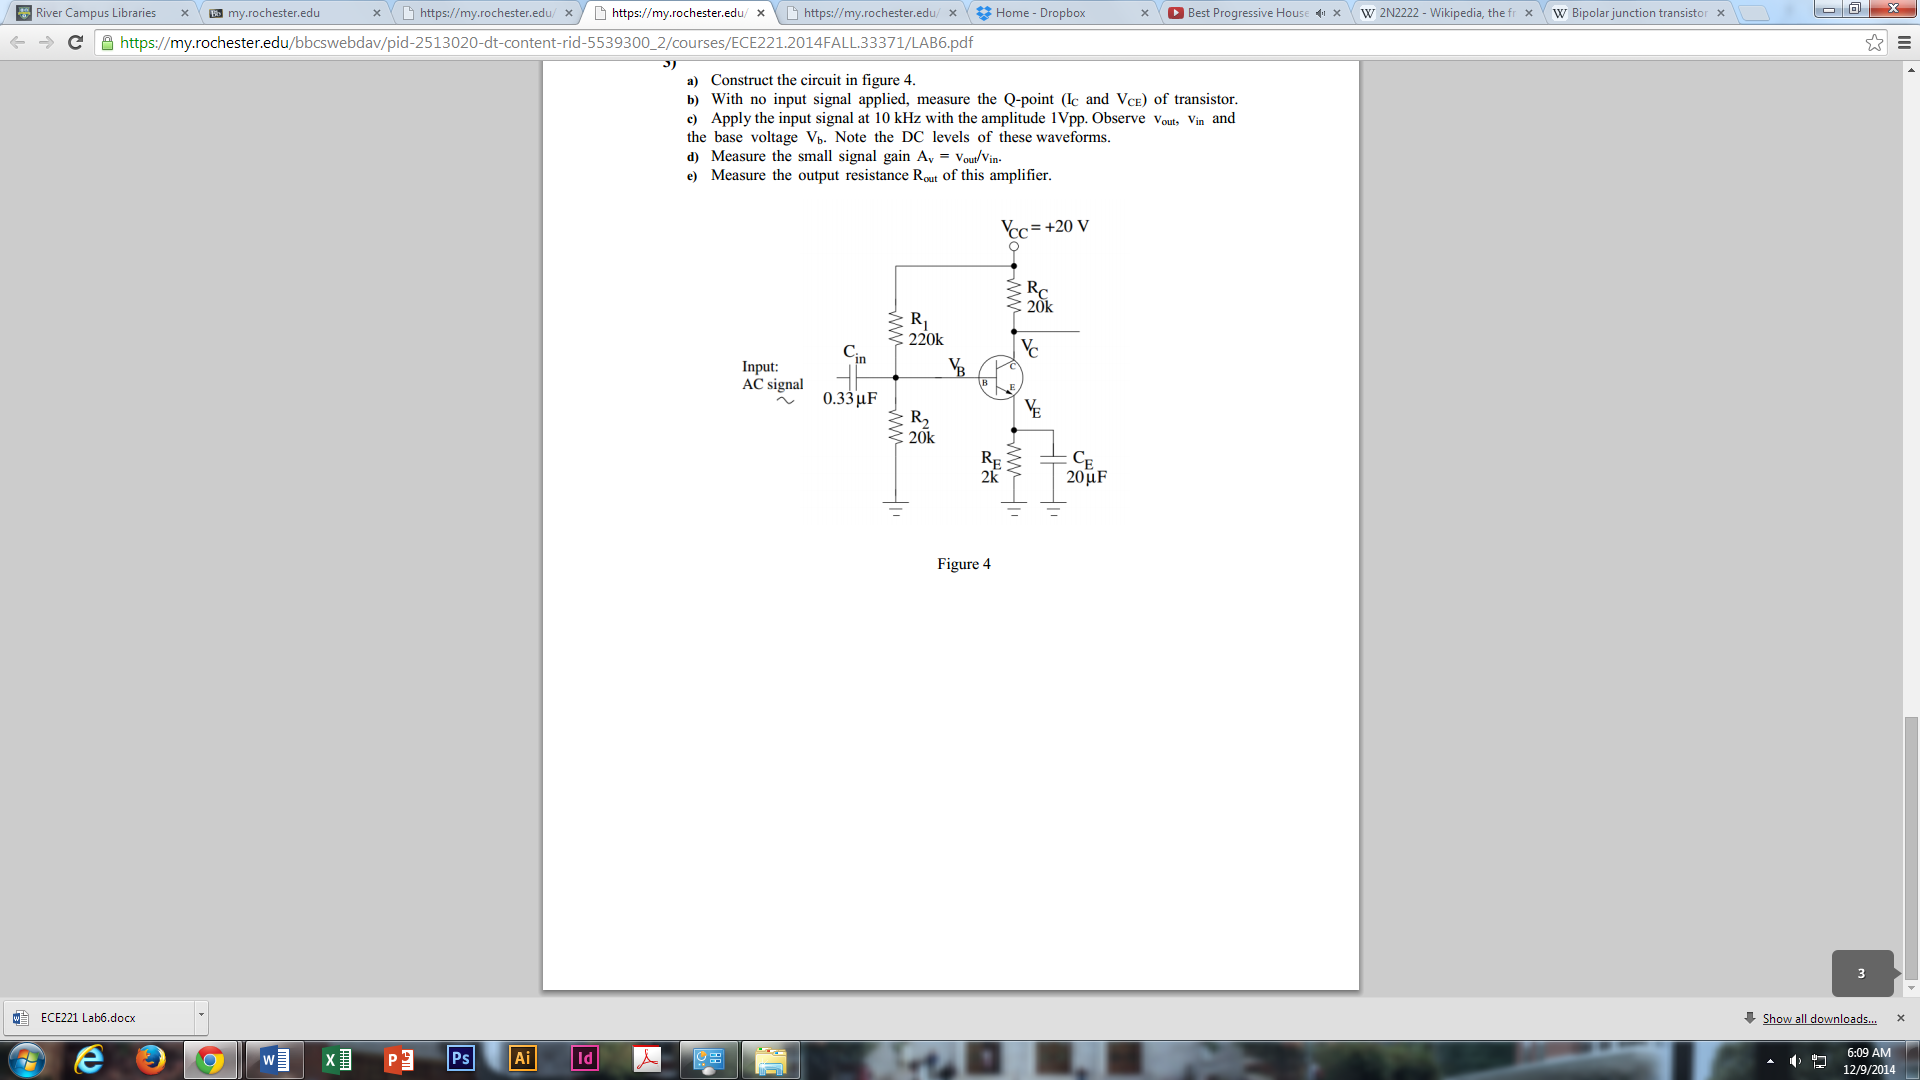 River Campus Libraries
my.rochester.edu
https://my.rochester.edu/
https://my.rochester.edu/
https://my.rochester.edu/
Home - Dropbox
Best Progressive House
W 2N2222 - Wikipedia, the fr
W Bipolar junction transistor
https://my.rochester.edu/bbcswebdav/pid-2513020-dt-content-rid-5539300_2/courses/ECE221.2014FALL.33371/LAB6.pdf
3)
a) Construct the circuit in figure 4.
b) With no input signal applied, measure the Q-point (IC and VCE) of transistor.
c) Apply the input signal at 10 kHz with the amplitude 1Vpp. Observe vout, vin and
the base voltage Vb. Note the DC levels of these waveforms.
d) Measure the small signal gain Av = vout/vin.
e) Measure the output resistance Rout of this amplifier.
VCC = +20 V
RC
20k
R1
220k
VC
Cin
VB
Input:
AC signal
0.33µF
C
B
E
VE
R2
20k
RE
2k
CE
20µF
Figure 4
3
ECE221 Lab6.docx
Show all downloads...
Ps
Ai
Id
6:09 AM
12/9/2014